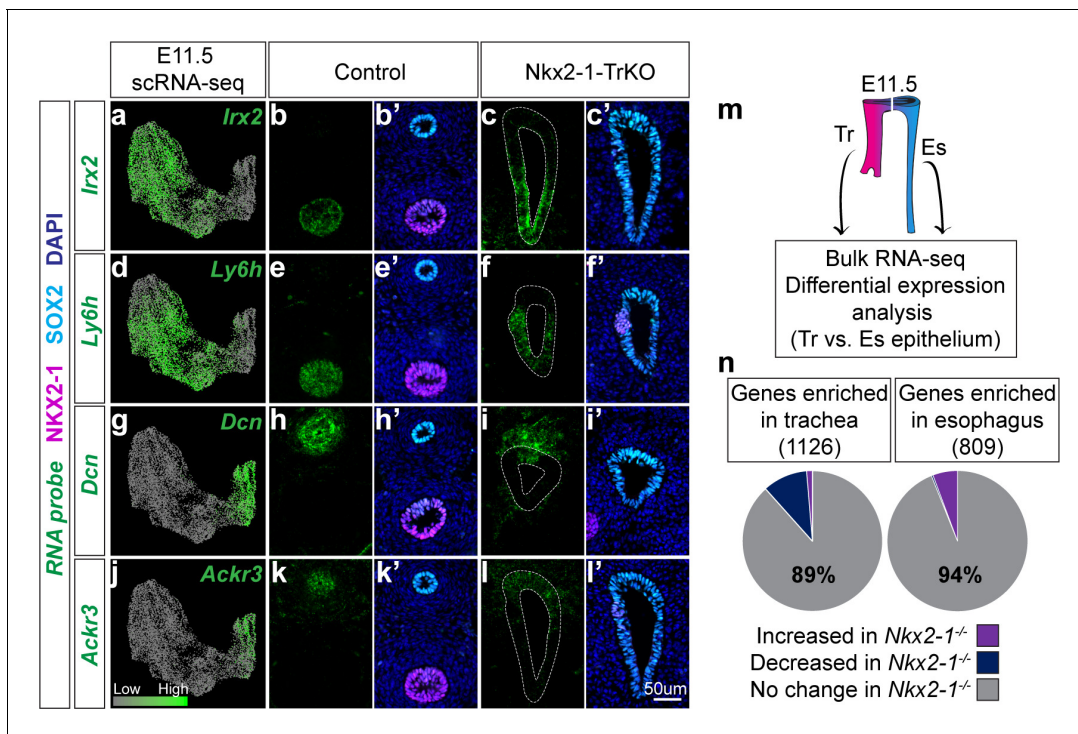 E11.5
scRNA-seq
Control
Nkx2-1-TrKO
RNA probe NKX2-1 SOX2 DAPI
Irx2
a
Irx2
b
b'
c
c'
Ly6h
d
Ly6h
e
e'
f
f'
Dcn
g
Dcn
h
h'
i
i'
Ackr3
j
Ackr3
k
k'
l
l'
Low High
50um
m
E11.5
Tr
Es
Bulk RNA-seq
Differential expression
analysis
(Tr vs. Es epithelium)
n
Genes enriched
in trachea
(1126)
Genes enriched
in esophagus
(809)
89%
94%
Increased in Nkx2-1-/-
Decreased in Nkx2-1-/-
No change in Nkx2-1-/-